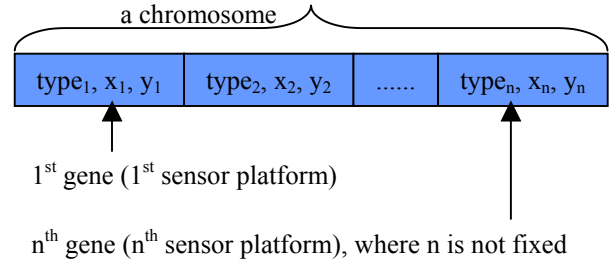 a chromosome
type₁, x₁, y₁ type₂, x₂, y₂ ...... typeₙ, xₙ, yₙ
1ˢᵗ gene (1ˢᵗ sensor platform)
nᵗʰ gene (nᵗʰ sensor platform), where n is not fixed